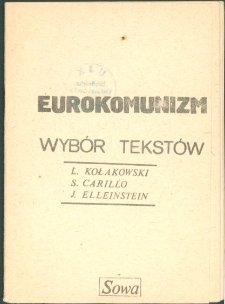 EUROKOMUNIZM
WYBÓR TEKSTÓW
L. KOŁAKOWSKI
S. CARILLO
J. ELLEINSTEIN
Sowa